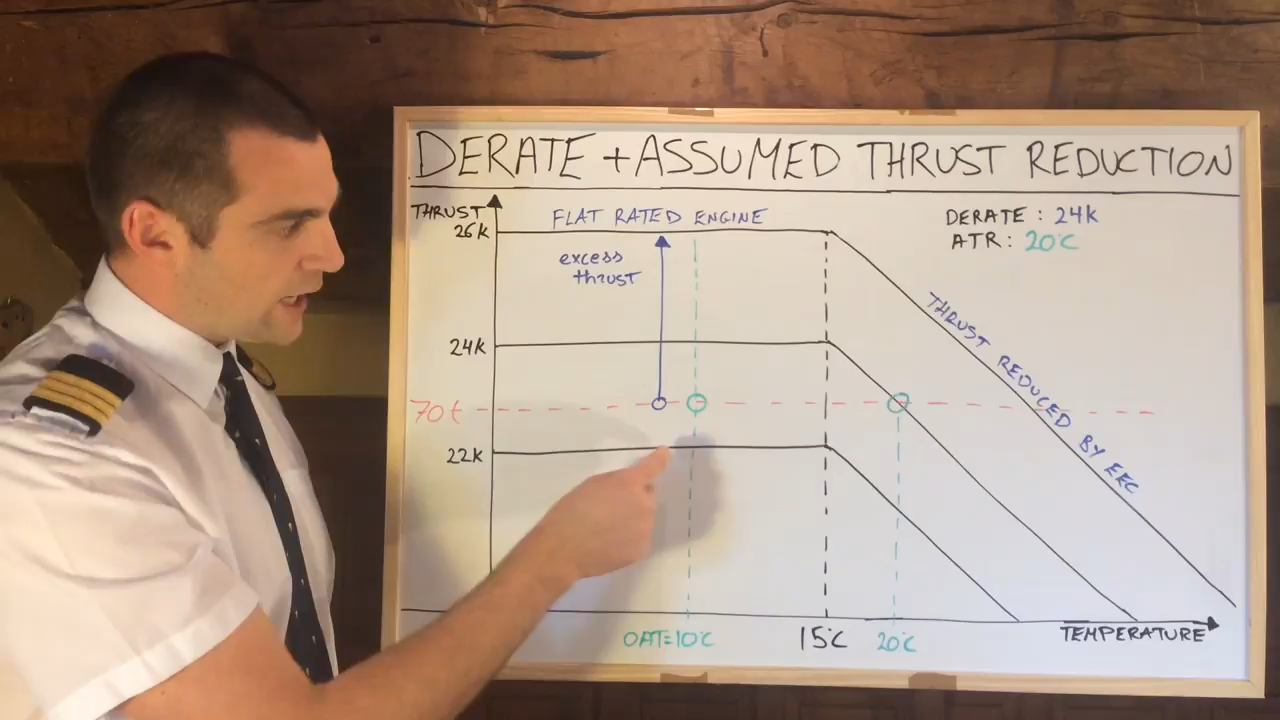 DERATE + ASSUMED THRUST REDUCTION
THRUST
FLAT RATED ENGINE
DERATE: 24K
26K
ATR: 20°C
excess
thrust
THRUST REDUCED BY EEC
24K
70t
22K
OAT=10°C
15°C
20°C
TEMPERATURE